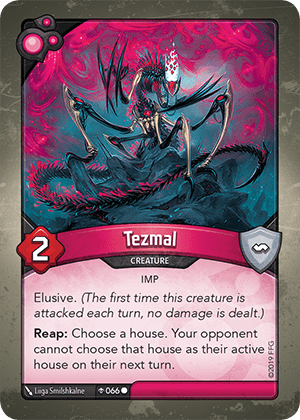 2
Tezmal
CREATURE
IMP
Elusive. (The first time this creature is
attacked each turn, no damage is dealt.)
Reap: Choose a house. Your opponent
cannot choose that house as their active
house on their next turn.
Liiga Smilshkalne
066
©2019 FFG